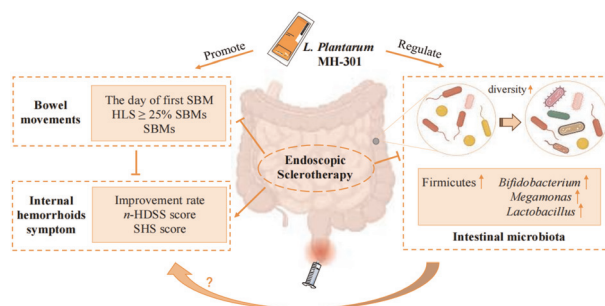 Promote
L. Plantarum
MH-301
Regulate
Bowel
movements
The day of first SBM
HLS ≥ 25% SBMs
SBMs
Internal
hemorrhoids
symptom
Improvement rate
n-HDSS score
SHS score
Endoscopic
Sclerotherapy
diversity↑
Firmicutes ↑
Bifidobacterium ↑
Megamonas ↑
Lactobacillus ↑
Intestinal microbiota
?